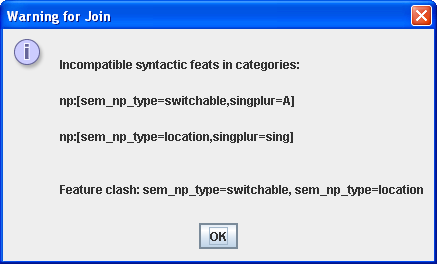 Warning for Join
Incompatible syntactic feats in categories:
np:[sem_np_type=switchable,singplur=A]
np:[sem_np_type=location,singplur=sing]
Feature clash: sem_np_type=switchable, sem_np_type=location
OK